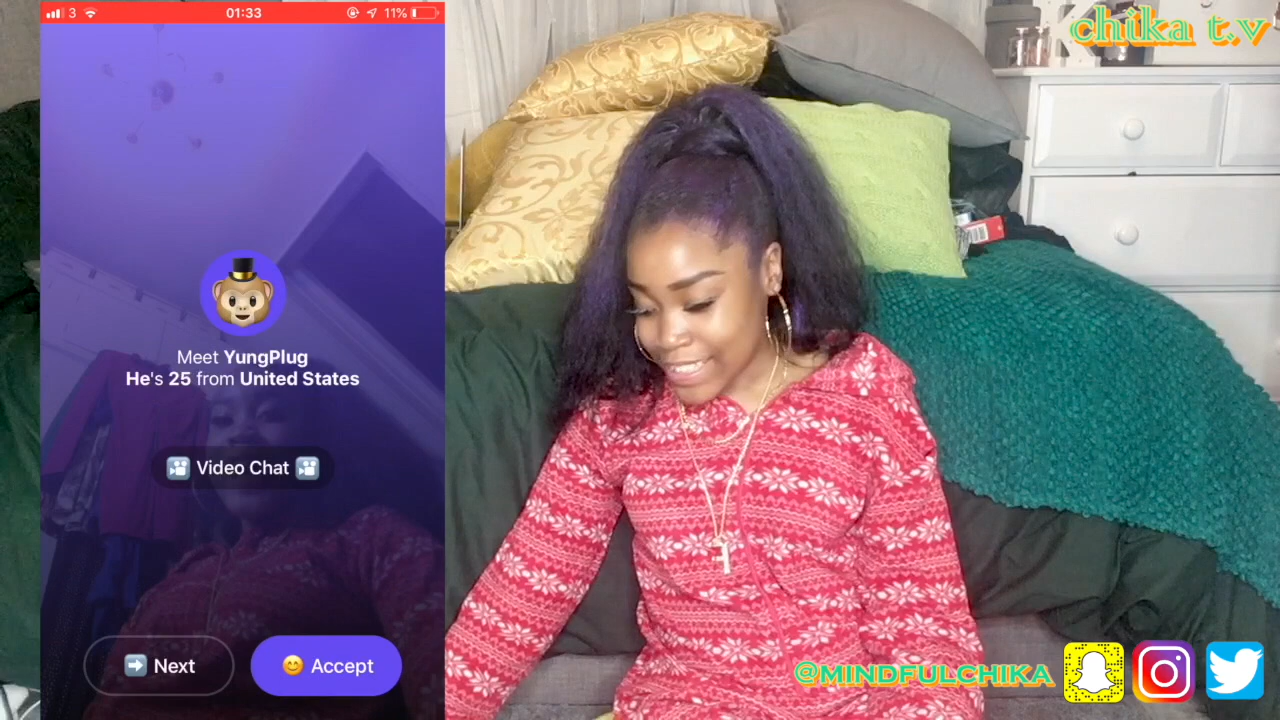 3 01:33 11%
chika t.v
Meet YungPlug
He's 25 from United States
Video Chat
Next
Accept
@MINDFULCHIKA